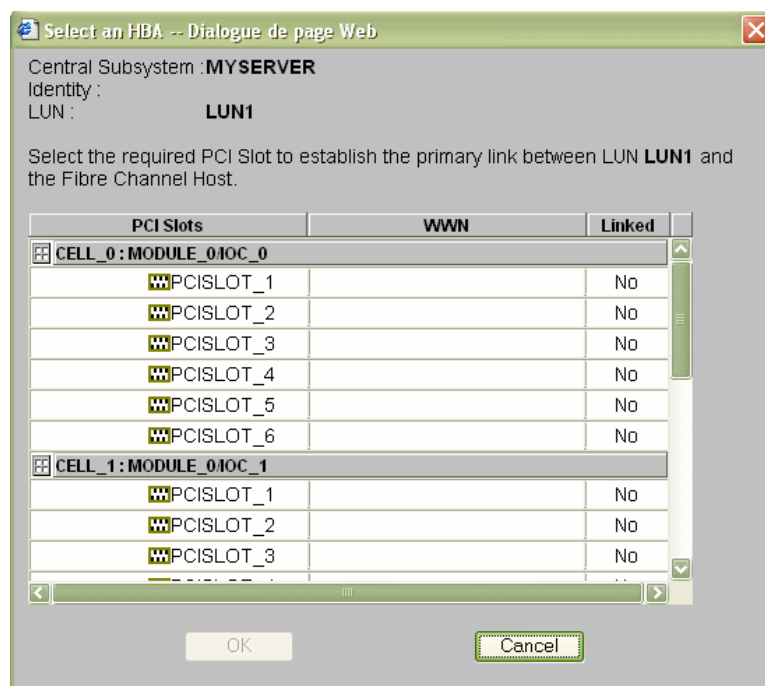 Select an HBA -- Dialogue de page Web
Central Subsystem : MYSERVER
Identity :
LUN : LUN1
Select the required PCI Slot to establish the primary link between LUN LUN1 and
the Fibre Channel Host.
PCI Slots WWN Linked
CELL_0 : MODULE_0/IOC_0
PCISLOT_1 No
PCISLOT_2 No
PCISLOT_3 No
PCISLOT_4 No
PCISLOT_5 No
PCISLOT_6 No
CELL_1 : MODULE_0/IOC_1
PCISLOT_1 No
PCISLOT_2 No
PCISLOT_3 No
OK Cancel